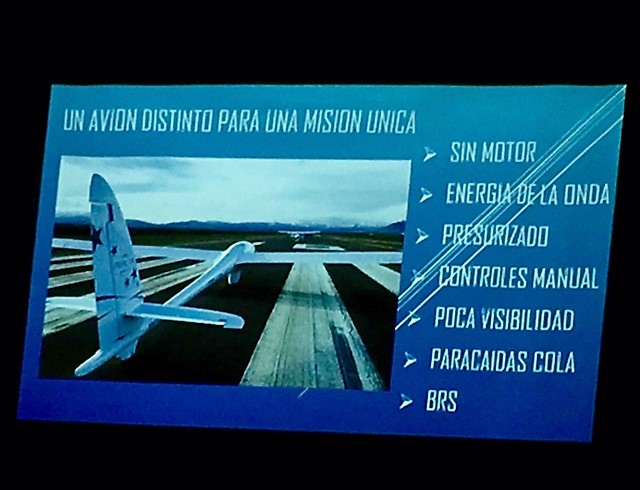 UN AVION DISTINTO PARA UNA MISION UNICA
SIN MOTOR
ENERGIA DE LA ONDA
PRESURIZADO
CONTROLES MANUAL
POCA VISIBILIDAD
PARACAIDAS COLA
BRS